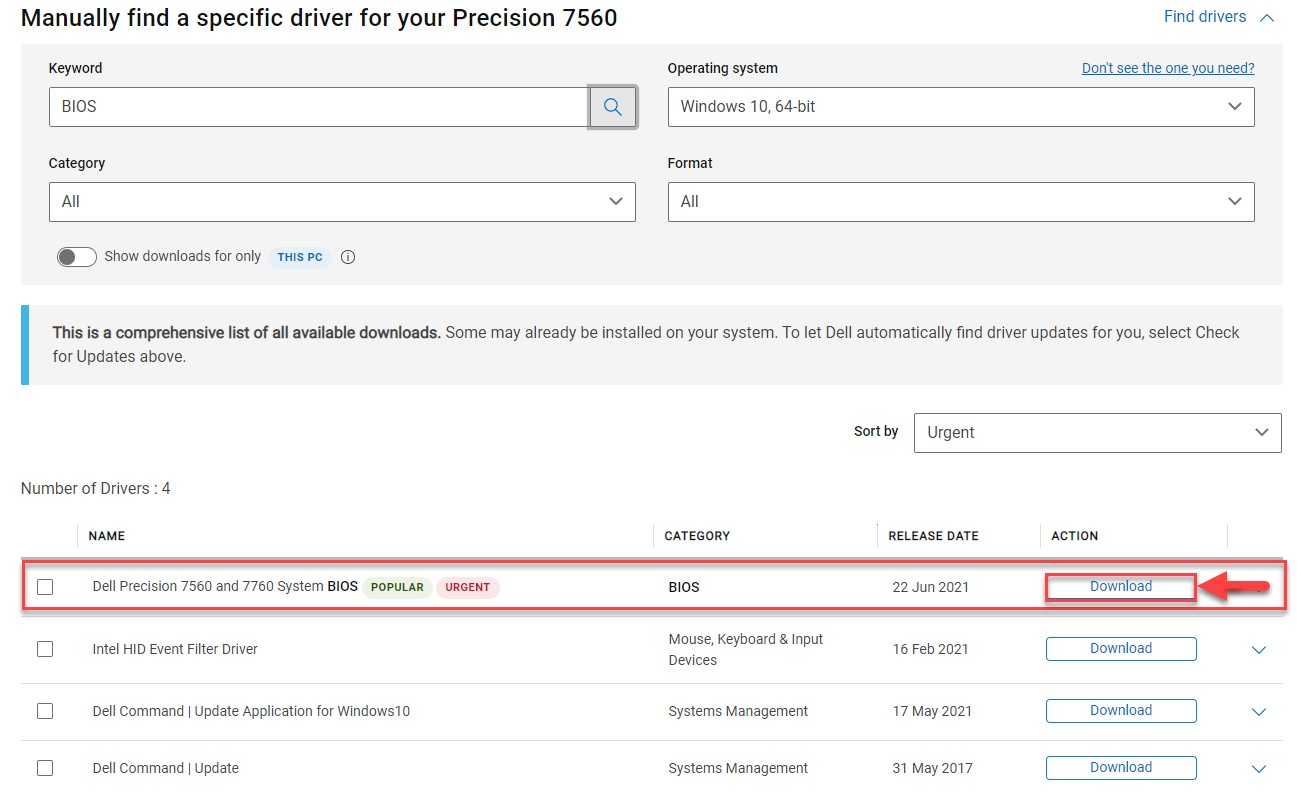 Manually find a specific driver for your Precision 7560
Find drivers
Keyword
Operating system
Don't see the one you need?
BIOS
Windows 10, 64-bit
Category
Format
All
All
Show downloads for only THIS PC
This is a comprehensive list of all available downloads. Some may already be installed on your system. To let Dell automatically find driver updates for you, select Check
for Updates above.
Sort by
Urgent
Number of Drivers : 4
NAME CATEGORY RELEASE DATE ACTION
Dell Precision 7560 and 7760 System BIOS POPULAR URGENT BIOS 22 Jun 2021 Download
Intel HID Event Filter Driver Mouse, Keyboard & Input
Devices 16 Feb 2021 Download
Dell Command | Update Application for Windows10 Systems Management 17 May 2021 Download
Dell Command | Update Systems Management 31 May 2017 Download